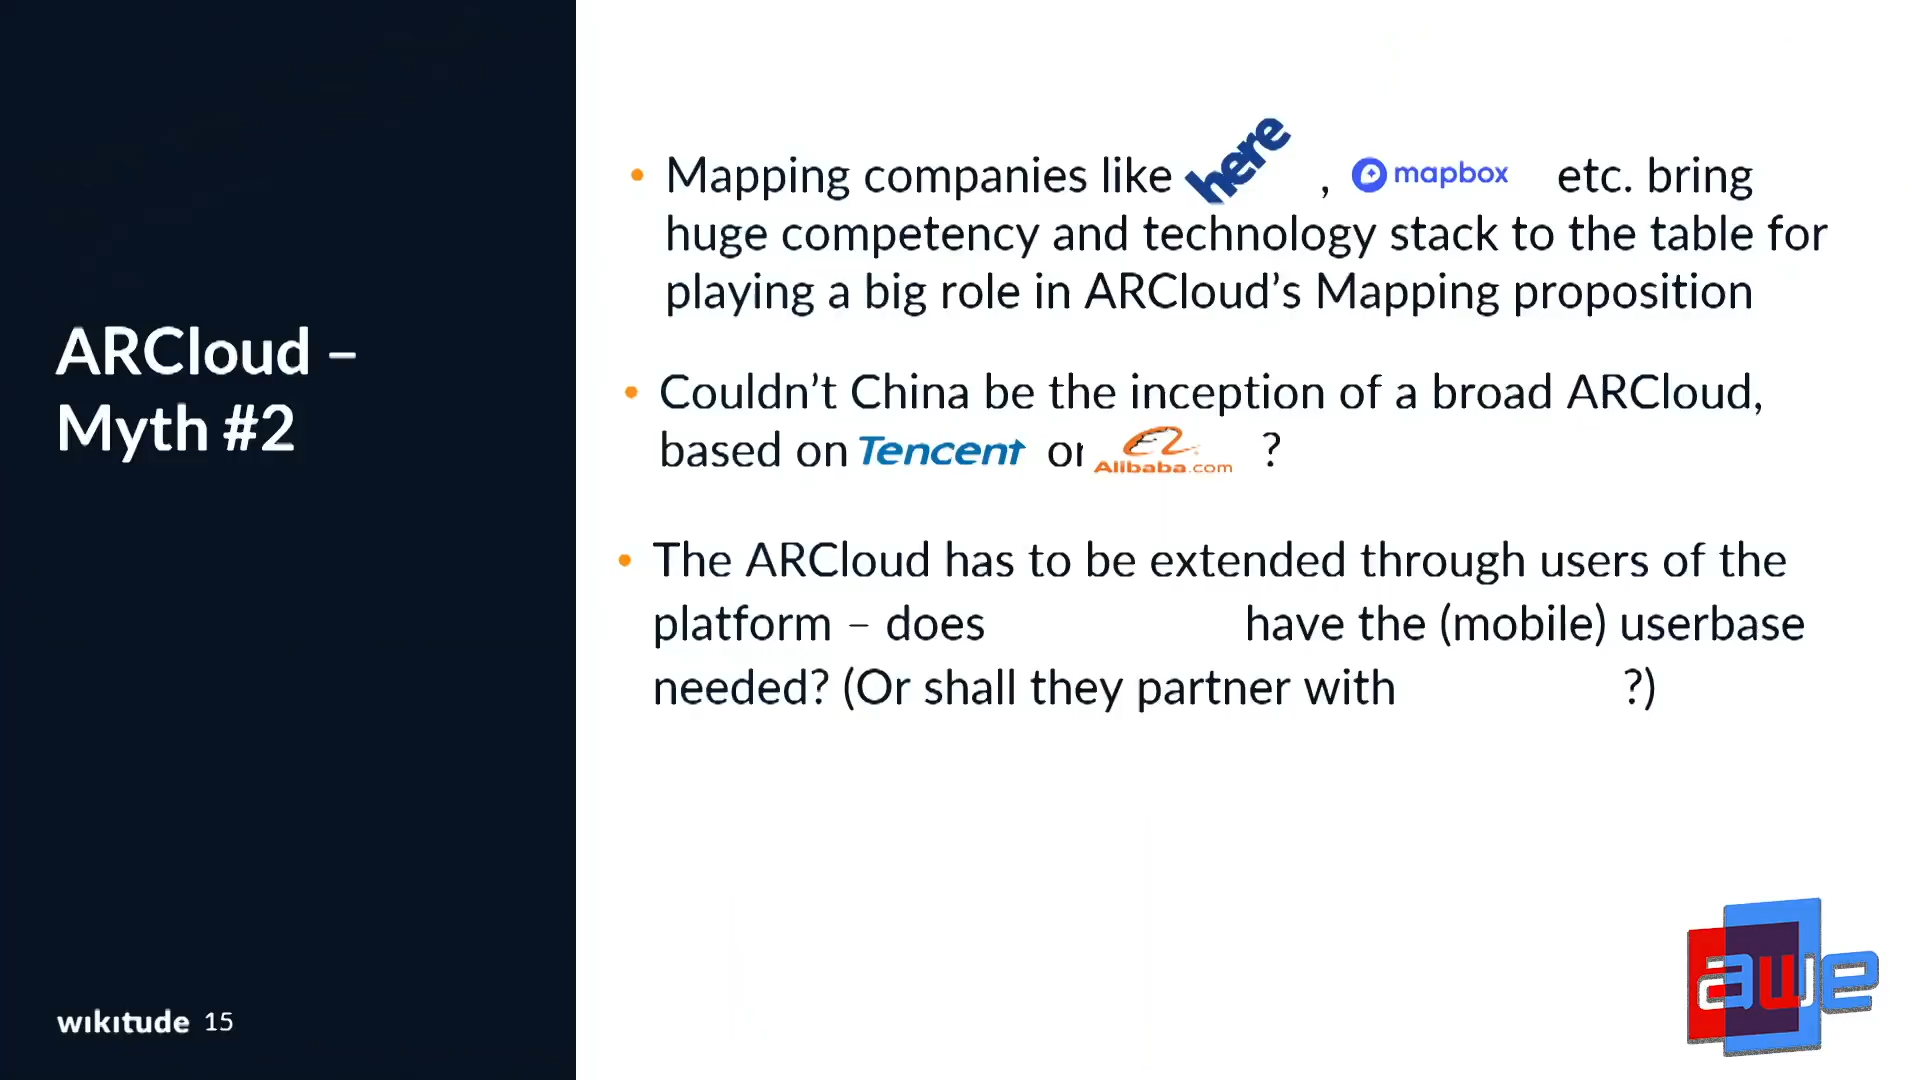 ARCloud –
Myth #2
• Mapping companies like here , mapbox etc. bring
huge competency and technology stack to the table for
playing a big role in ARCloud’s Mapping proposition
• Couldn’t China be the inception of a broad ARCloud,
based on Tencent or Alibaba.com ?
• The ARCloud has to be extended through users of the
platform – does have the (mobile) userbase
needed? (Or shall they partner with ?)
wikitude 15
awe